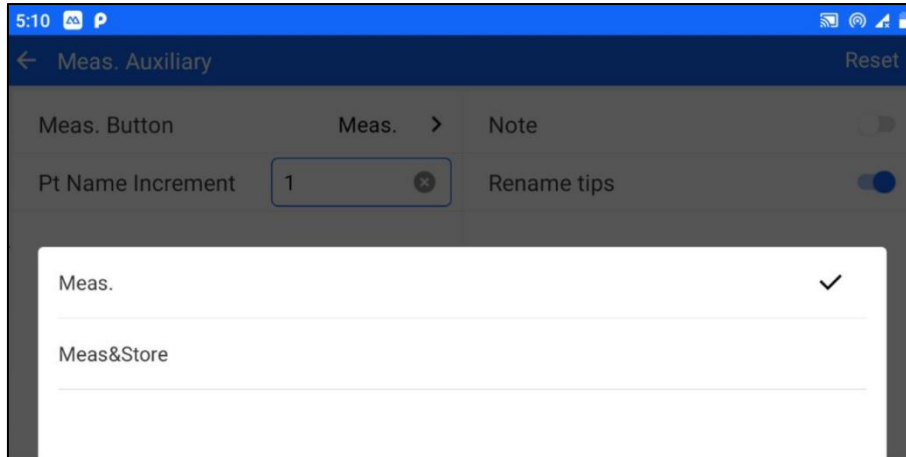 5:10
Meas. Auxiliary Reset
Meas. Button Meas. > Note
Pt Name Increment 1 Rename tips
Meas.
Meas&Store